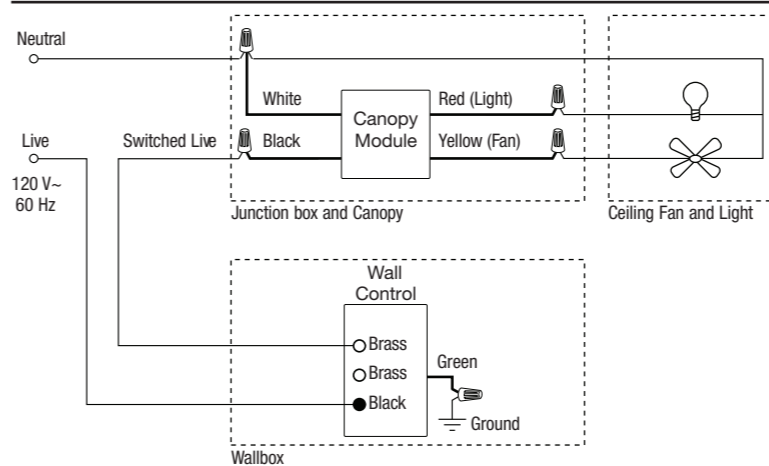 Neutral
White
Red (Light)
Canopy
Module
Live
Switched Live
Black
Yellow (Fan)
120 V~
60 Hz
Junction box and Canopy
Ceiling Fan and Light
Wall
Control
Brass
Brass
Black
Green
Ground
Wallbox